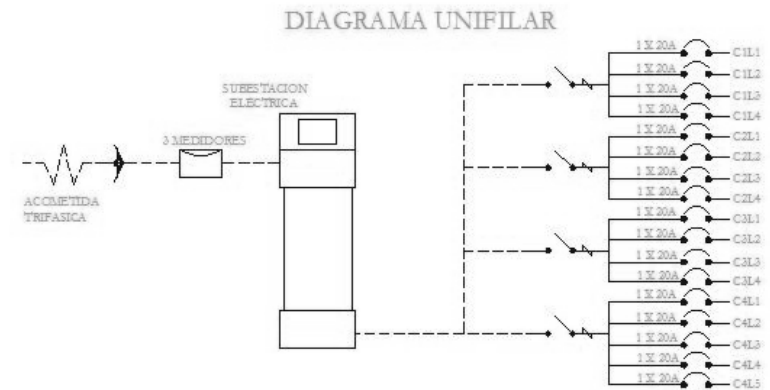 DIAGRAMA UNIFILAR
SUBESTACION
ELECTRICA
3 MEDIDORES
ACOMETIDA
TRIFASICA
1 X 20A C1L1
1 X 20A C1L2
1 X 20A C1L3
1 X 20A C1L4
1 X 20A C2L1
1 X 20A C2L2
1 X 20A C2L3
1 X 20A C2L4
1 X 20A C3L1
1 X 20A C3L2
1 X 20A C3L3
1 X 20A C3L4
1 X 20A C4L1
1 X 20A C4L2
1 X 20A C4L3
1 X 20A C4L4
1 X 20A C4L5